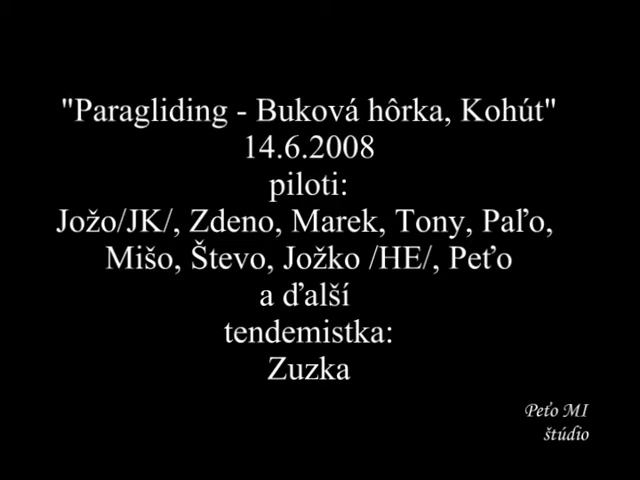 "Paragliding - Buková hôrka, Kohút"
14.6.2008
piloti:
Jožo/JK/, Zdeno, Marek, Tony, Paľo,
Mišo, Števo, Jožko /HE/, Peťo
a ďalší
tendemistka:
Zuzka
Peťo MI
štúdio